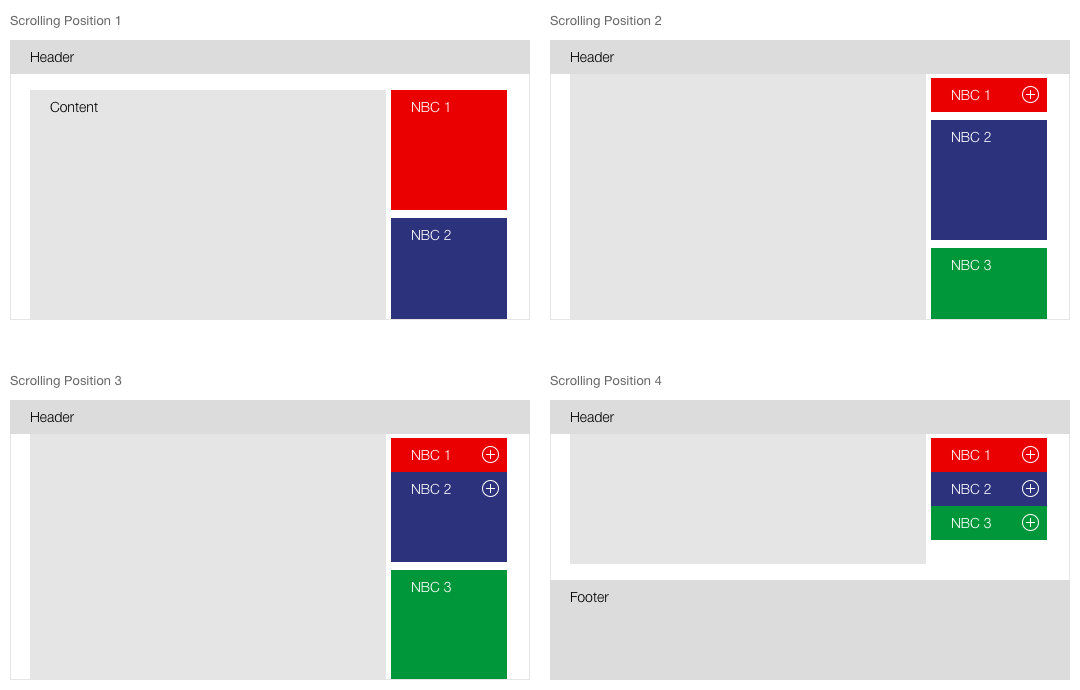 Scrolling Position 1
Header
Content
NBC 1
NBC 2
Scrolling Position 2
Header
NBC 1
NBC 2
NBC 3
Scrolling Position 3
Header
NBC 1
NBC 2
NBC 3
Scrolling Position 4
Header
NBC 1
NBC 2
NBC 3
Footer